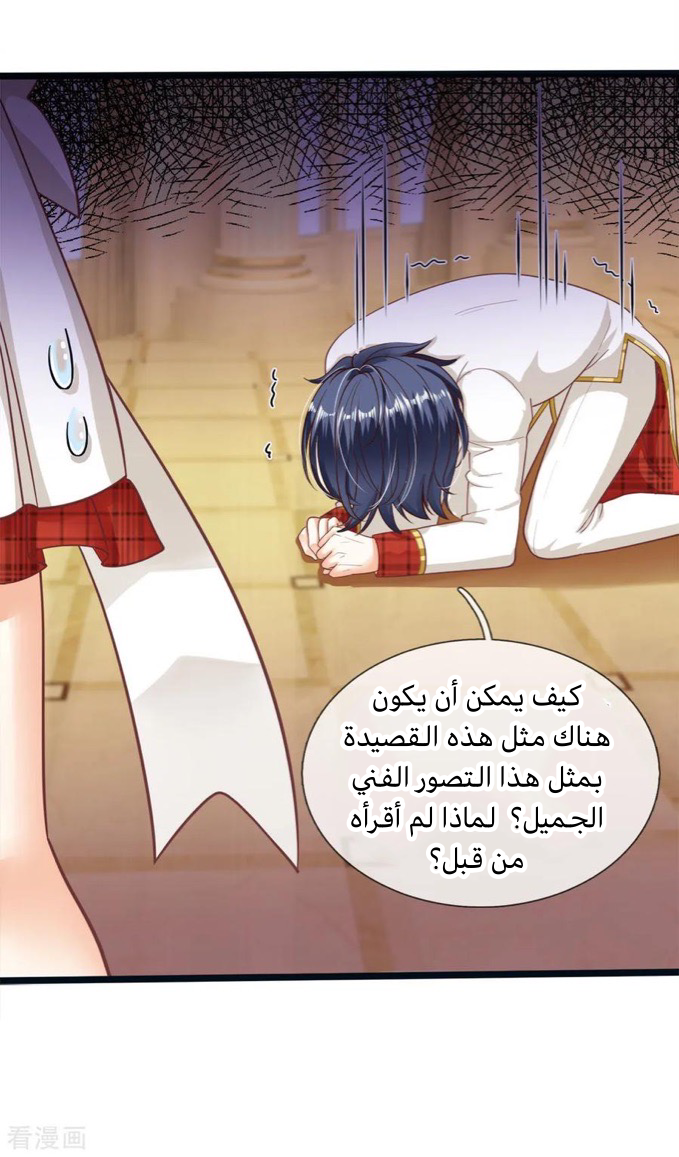 كيف يمكن أن يكون
هناك مثل هذه القصيدة
بمثل هذا التصور الفني
الجميل؟ لماذا لم أقرأه
من قبل؟
看漫画